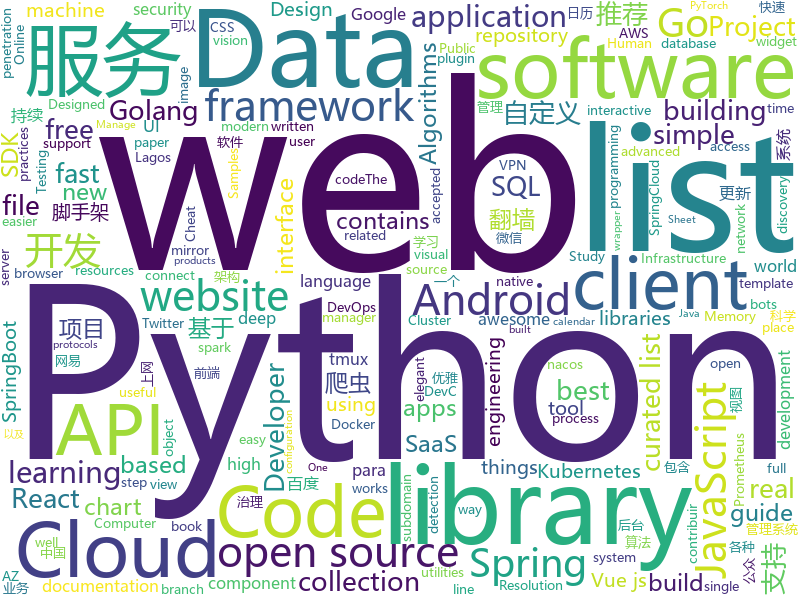 penetration
Online
machine
security
vision
CSS
Design
Google
application
Public
plugin
推荐
repository
日历
AWS
Human
Go
Project
PyTorch
快速
widget
database
服务
Data
software
Designed
image
持续
Golang
framework
SDK
practices
free
UI
modern
written
support
paper
Lagos
软件
user
Testing
Manage
fast
new
Samples
Algorithms
accepted
管理
interactive
自定义
building
time
simple
系统
VPN
codeThe
SQL
programming
advanced
access
file
脚手架
easier
web
list
contains
翻墙
微信
related
更新
SpringCloud
network
discovery
开发
interface
mirror
Cheat
products
resources
connect
架构
language
学习
visual
source
一个
wrapper
Sheet
Study
Infrastructure
视图
world
template
server
browser
website
Twitter
deep
DevOps
manager
native
Cluster
client
Android
awesome
libraries
bots
Memory
calendar
built
Java
科学
place
项目
protocols
基于
Python
SpringBoot
网易
网上
前端
spark
爬虫
tmux
using
Docker
elegant
优雅
DevC
process
apps
engineering
best
tool
curated list
JavaScript
development
Prometheus
open
useful
API
Developer
object
easy
configuration
SaaS
things
Kubernetes
包含
full
以及
learning
based
high
para
React
chart
step
view
One
百度
治理
works
Code
library
subdomain
detection
way
real
guide
后台
管理系统
Computer
book
中国
well
AZ
业务
documentation
branch
Cloud
open source
collection
component
utilities
line
Spring
Resolution
system
Vue js
算法
各种
build
single
contribuir
公众
支持
nacos
可以